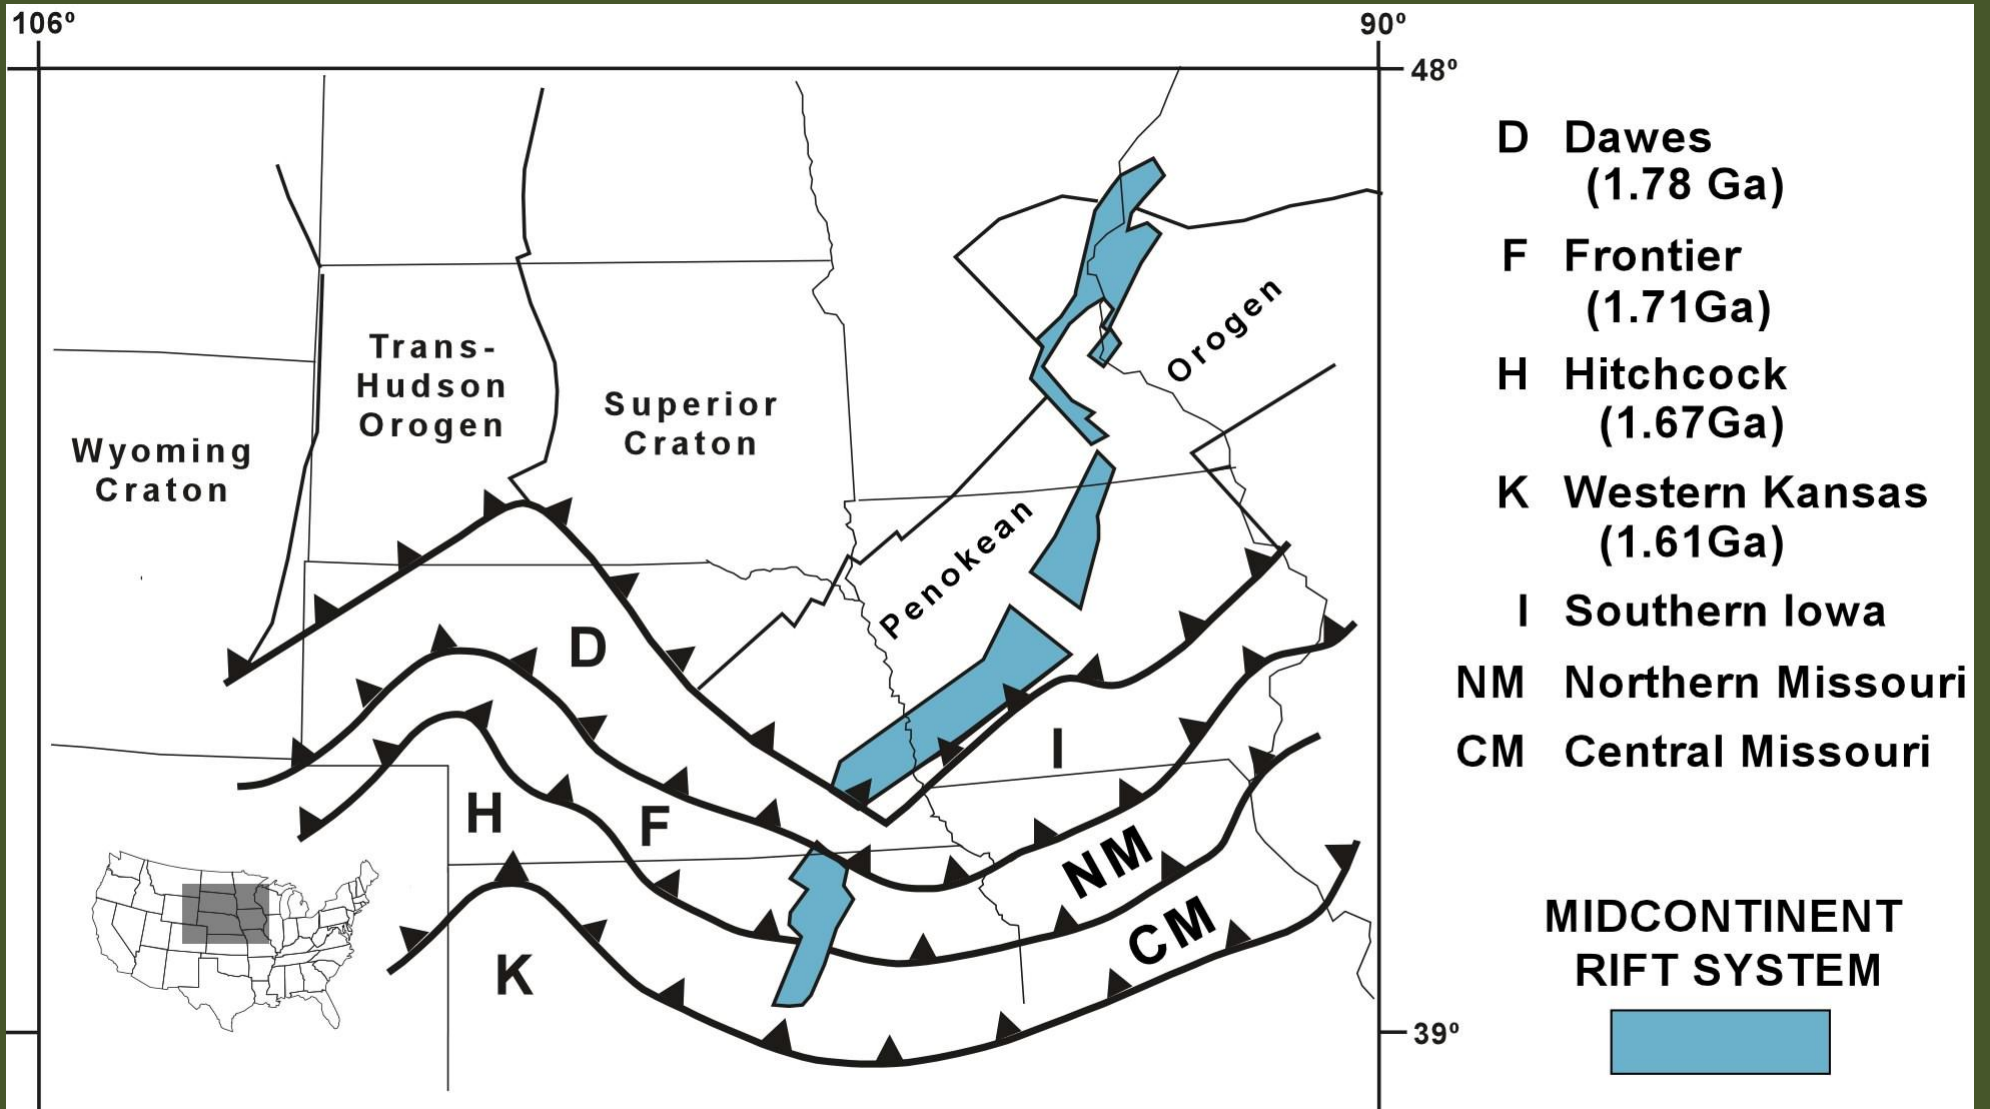 106º
90º
48º
Trans-
Hudson
Orogen
Superior
Craton
Wyoming
Craton
Orogen
Penokean
D
I
H
F
NM
CM
K
39º
D Dawes
(1.78 Ga)
F Frontier
(1.71Ga)
H Hitchcock
(1.67Ga)
K Western Kansas
(1.61Ga)
I Southern Iowa
NM Northern Missouri
CM Central Missouri
MIDCONTINENT
RIFT SYSTEM